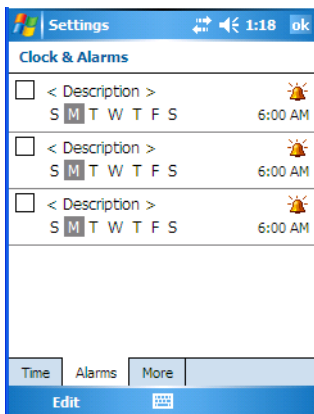 Settings 1:18 ok
Clock & Alarms
< Description >
S M T W T F S 6:00 AM
< Description >
S M T W T F S 6:00 AM
< Description >
S M T W T F S 6:00 AM
Time Alarms More
Edit